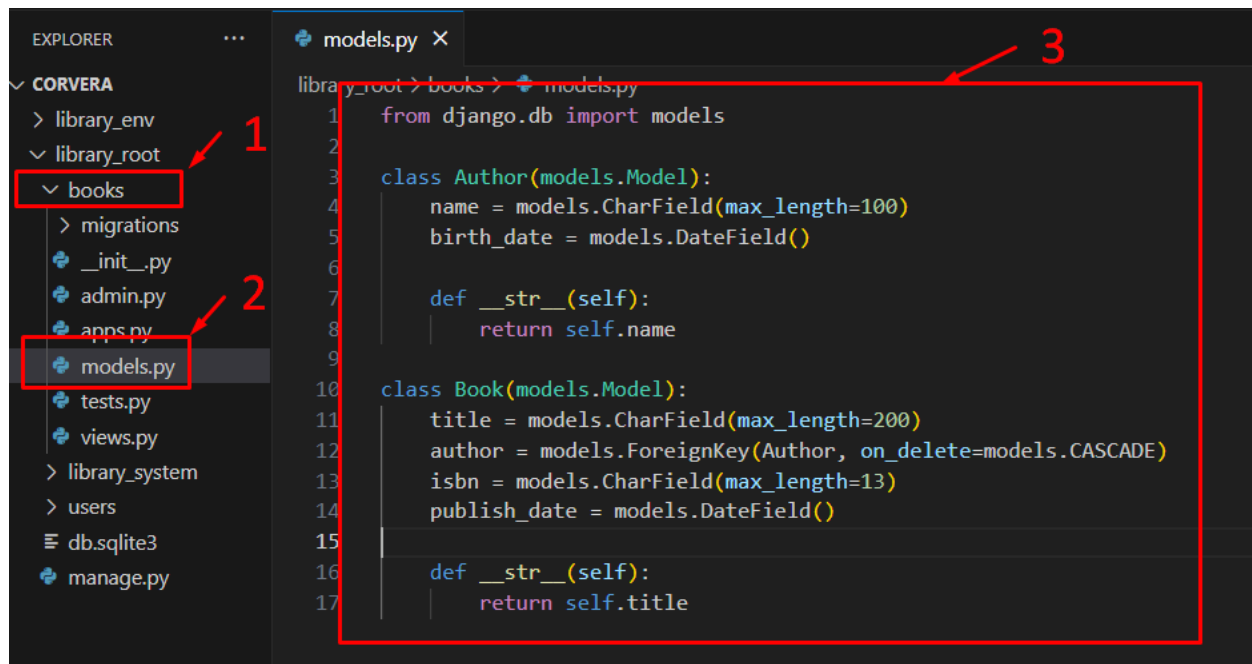 EXPLORER ...
CORVERA
library_env
library_root
books
migrations
__init__.py
admin.py
apps.py
models.py
tests.py
views.py
library_system
users
db.sqlite3
manage.py
1
2
models.py ×
library_root > books > models.py
3
1 from django.db import models
2
3 class Author(models.Model):
4 name = models.CharField(max_length=100)
5 birth_date = models.DateField()
6
7 def __str__(self):
8 return self.name
9
10 class Book(models.Model):
11 title = models.CharField(max_length=200)
12 author = models.ForeignKey(Author, on_delete=models.CASCADE)
13 isbn = models.CharField(max_length=13)
14 publish_date = models.DateField()
15
16 def __str__(self):
17 return self.title